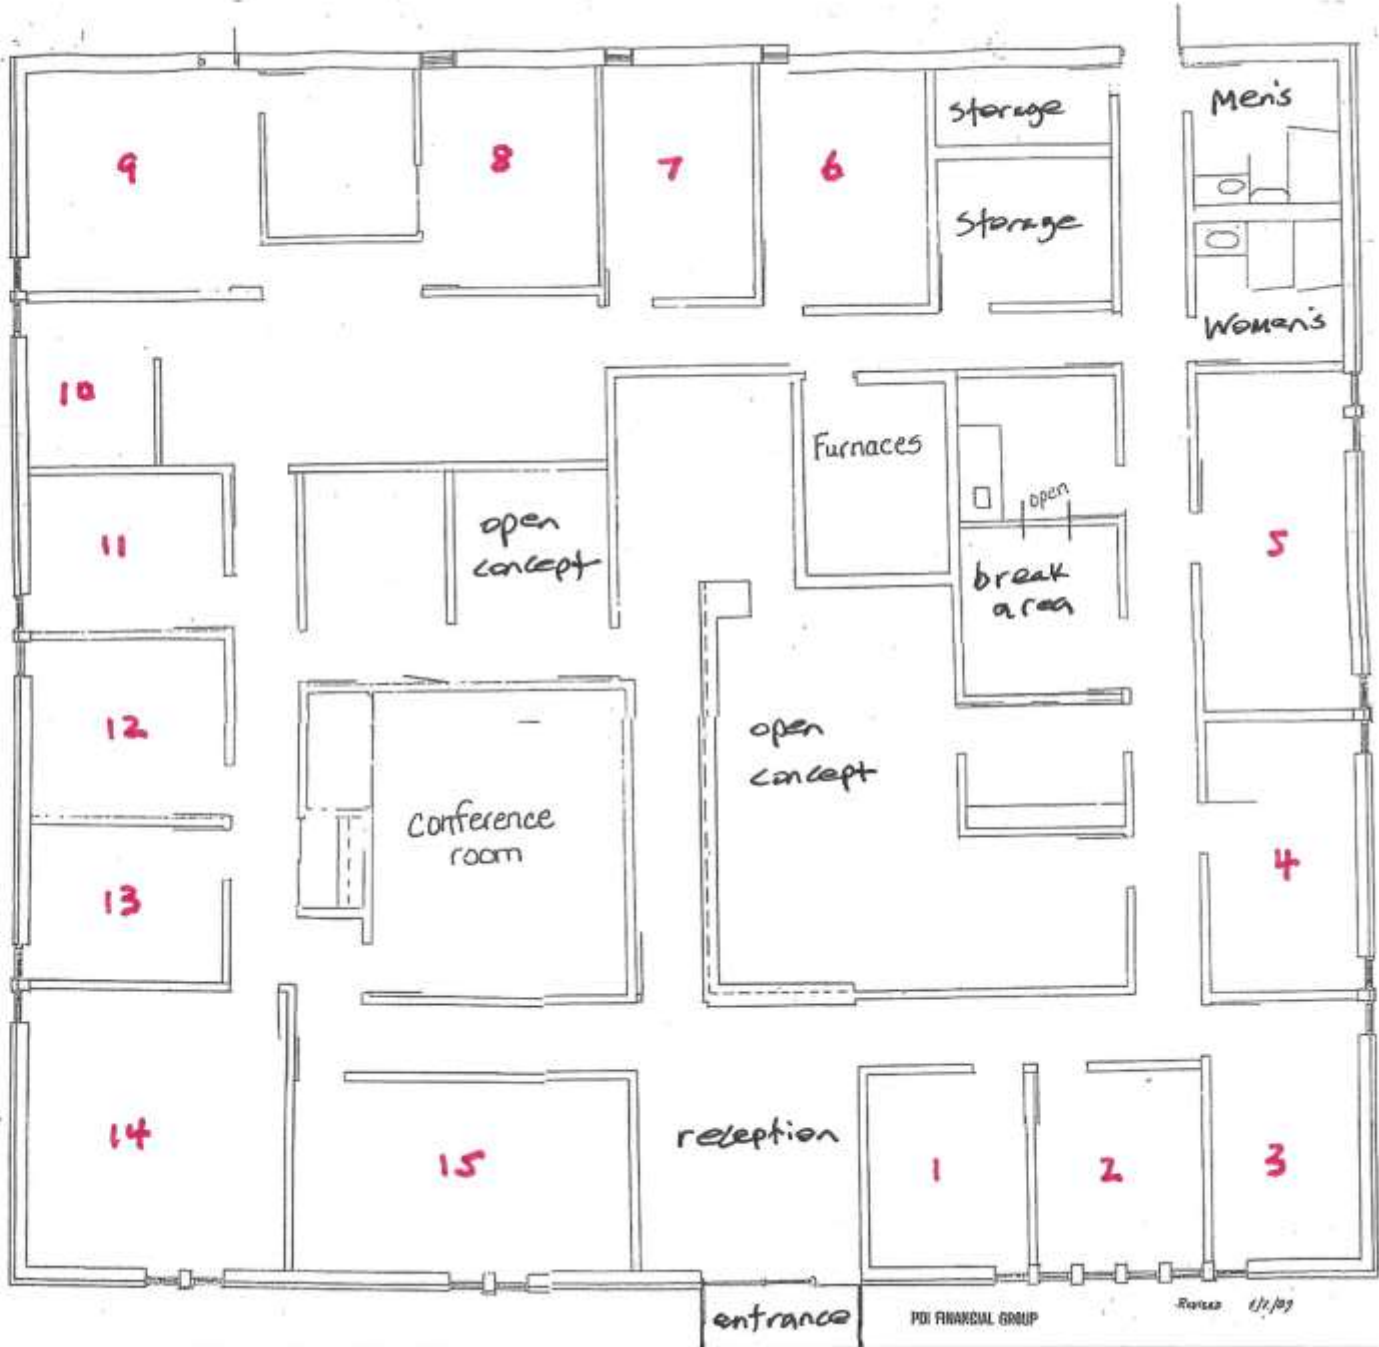 storage
Men's
9
8
7
6
storage
Women's
10
Furnaces
open
11
open
concept
5
break
area
12
open
concept
Conference
room
4
13
14
reception
15
1
2
3
entrance
PDI FINANCIAL GROUP
Revised